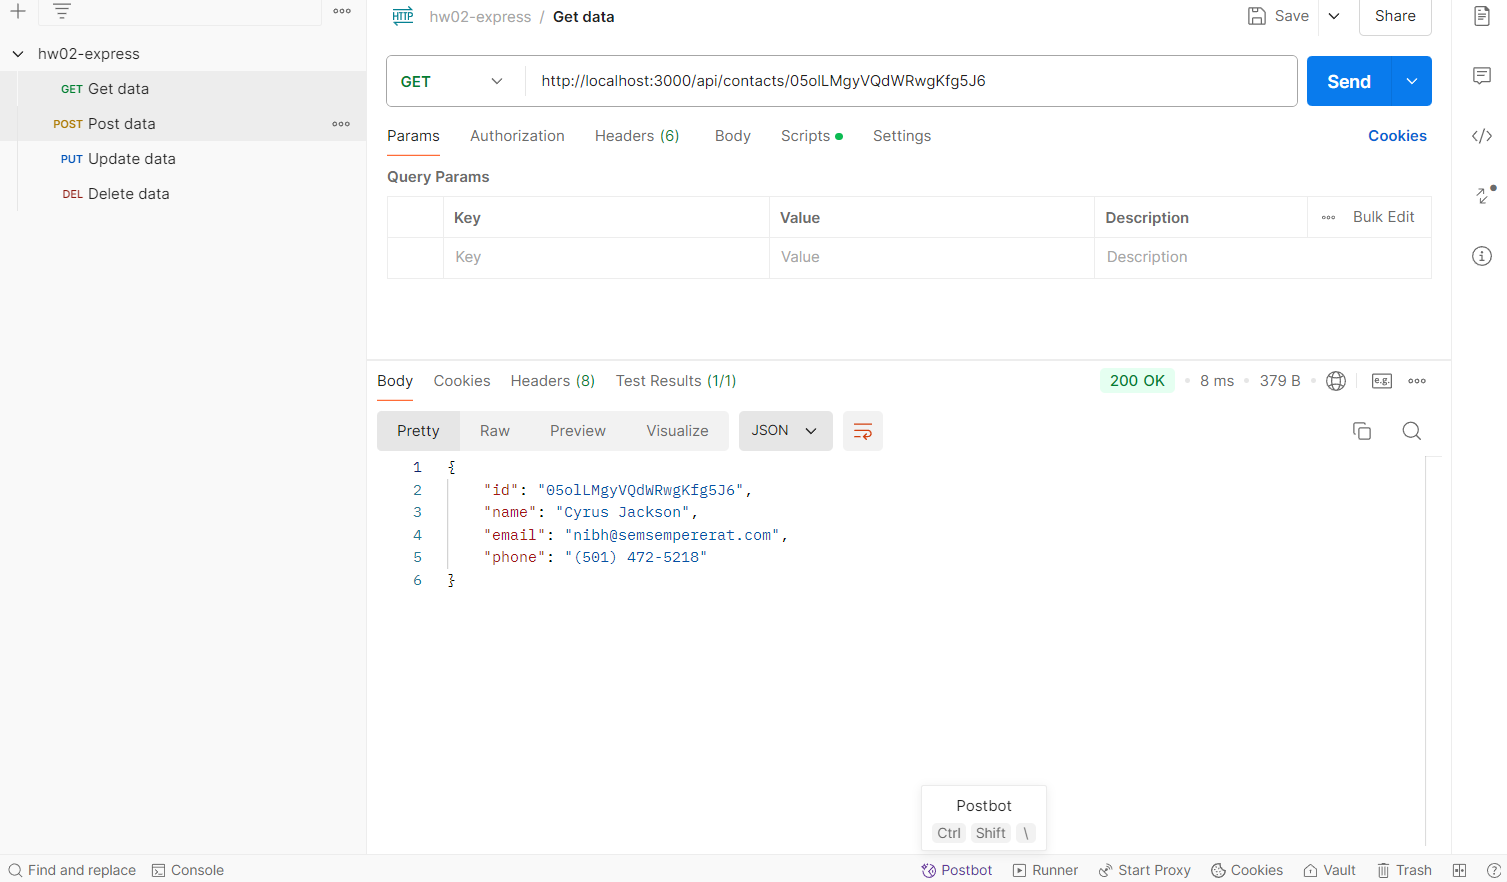 hw02-express
GET Get data
POST Post data
PUT Update data
DEL Delete data
HTTP hw02-express / Get data
Save
Share
GET
http://localhost:3000/api/contacts/05olLMgyVQdWRwgKfg5J6
Send
Params Authorization Headers (6) Body Scripts Settings Cookies
Query Params
Key Value Description Bulk Edit
Key Value Description
Body Cookies Headers (8) Test Results (1/1) 200 OK 8 ms 379 B e.g.
Pretty Raw Preview Visualize JSON
1 {
2 "id": "05olLMgyVQdWRwgKfg5J6",
3 "name": "Cyrus Jackson",
4 "email": "nibh@semsempererat.com",
5 "phone": "(501) 472-5218"
6 }
Postbot
Ctrl Shift \
Find and replace Console Postbot Runner Start Proxy Cookies Vault Trash